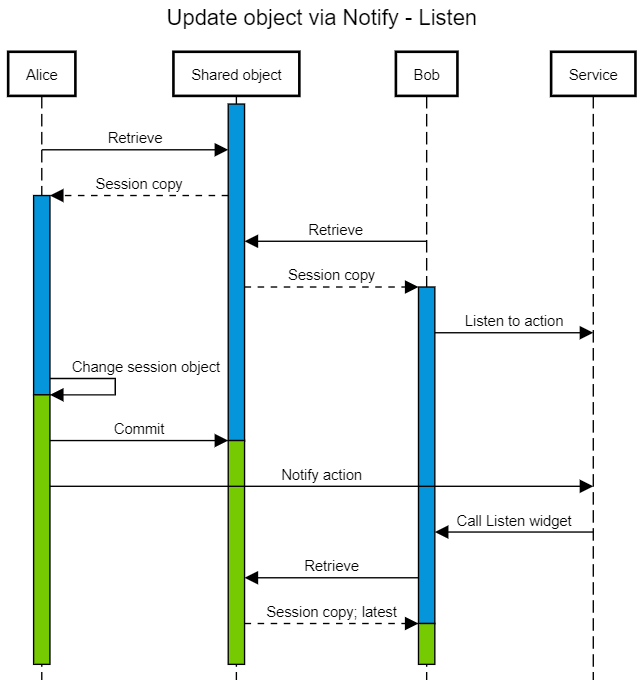 Update object via Notify - Listen
Alice
Shared object
Bob
Service
Retrieve
Session copy
Retrieve
Session copy
Listen to action
Change session object
Commit
Notify action
Call Listen widget
Retrieve
Session copy; latest